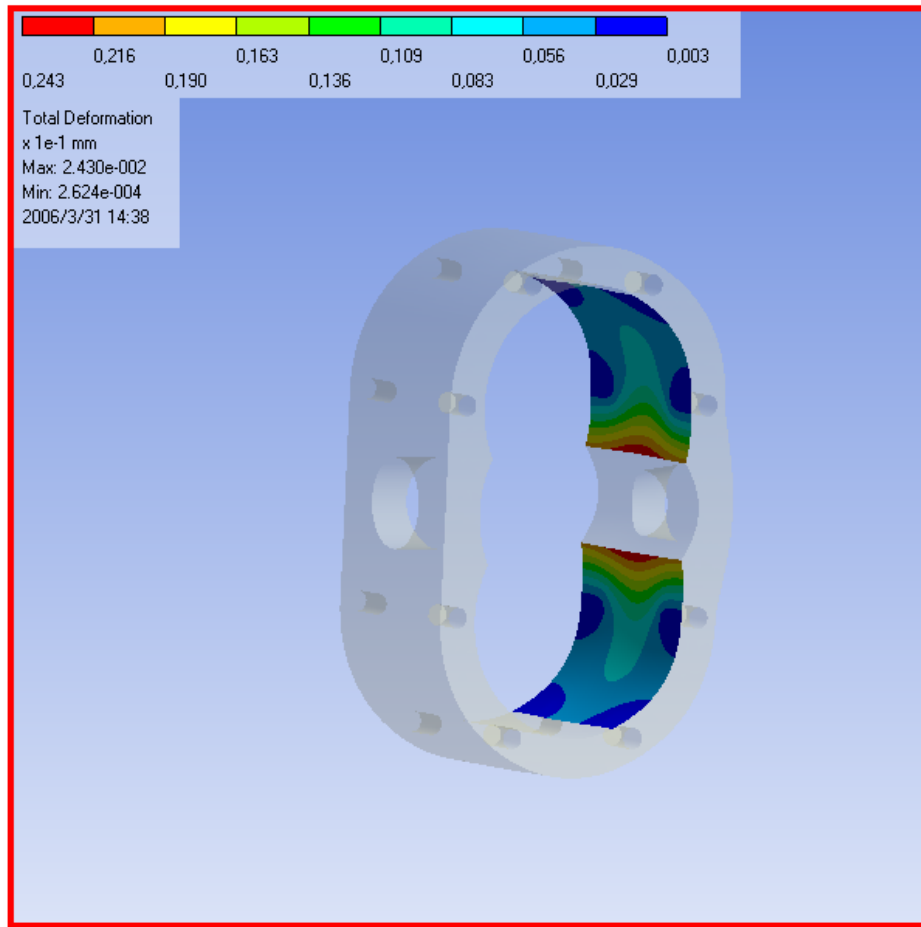 0,216 0,163 0,109 0,056 0,003
0,243 0,190 0,136 0,083 0,029
Total Deformation
x 1e-1 mm
Max: 2.430e-002
Min: 2.624e-004
2006/3/31 14:38